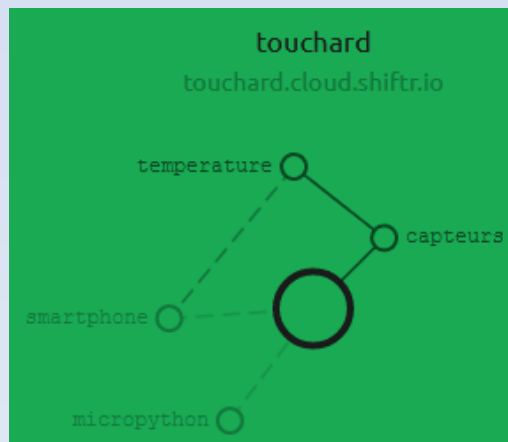 touchard
touchard.cloud.shiftr.io
temperature
capteurs
smartphone
micropython